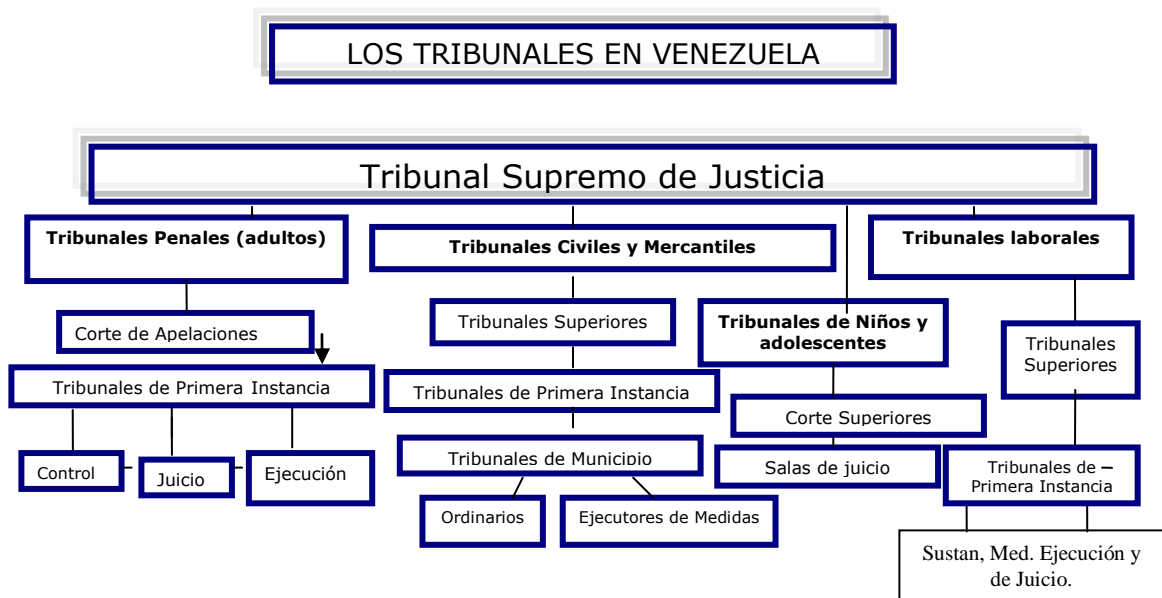 LOS TRIBUNALES EN VENEZUELA
Tribunal Supremo de Justicia
Tribunales Penales (adultos)
Corte de Apelaciones
Tribunales de Primera Instancia
Control
Juicio
Ejecución
Tribunales Civiles y Mercantiles
Tribunales Superiores
Tribunales de Primera Instancia
Tribunales de Municipio
Ordinarios
Ejecutores de Medidas
Tribunales de Niños y
adolescentes
Corte Superiores
Salas de juicio
Tribunales laborales
Tribunales
Superiores
Tribunales de –
Primera Instancia
Sustan, Med. Ejecución y
de Juicio.